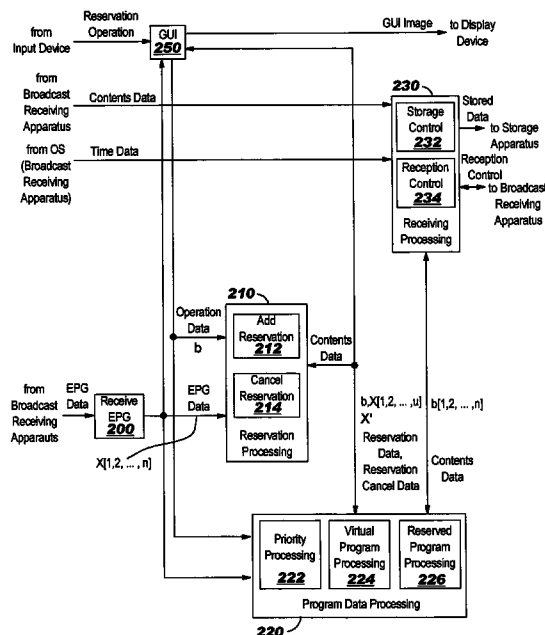 Reservation
Operation
from
Input Device
GUI
250
GUI Image
to Display
Device
from
Broadcast
Receiving
Apparatus
Contents Data
from OS
(Broadcast
Receiving
Apparatus)
Time Data
230
Storage
Control
232
Reception
Control
234
Receiving
Processing
Stored
Data
to Storage
Apparatus
Reception
Control
to Broadcast
Receiving
Apparatus
210
Operation
Data
b
Add
Reservation
212
Cancel
Reservation
214
Reservation
Processing
Contents
Data
from
Broadcast
Receiving
Apparauts
EPG
Data
Receive
EPG
200
EPG
Data
X[1,2, ... , n]
b,X[1,2, ... ,u]
X'
Reservation
Data,
Reservation
Cancel Data
b[1,2, ... ,n]
Contents
Data
Priority
Processing
222
Virtual
Program
Processing
224
Reserved
Program
Processing
226
Program Data Processing
220